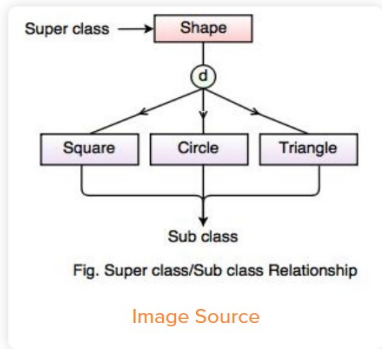 Super class
Shape
d
Square
Circle
Triangle
Sub class
Fig. Super class/Sub class Relationship
Image Source